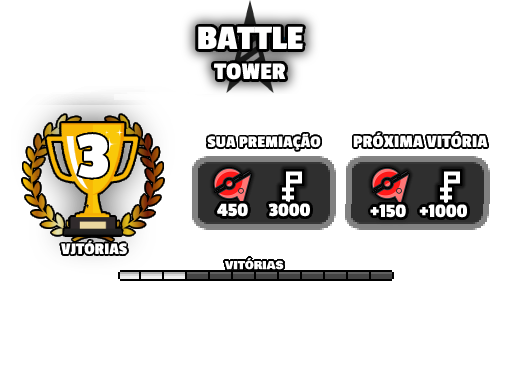 BATTLE
TOWER
3
VITÓRIAS
SUA PREMIAÇÃO
450 3000
PRÓXIMA VITÓRIA
+150 +1000
VITÓRIAS